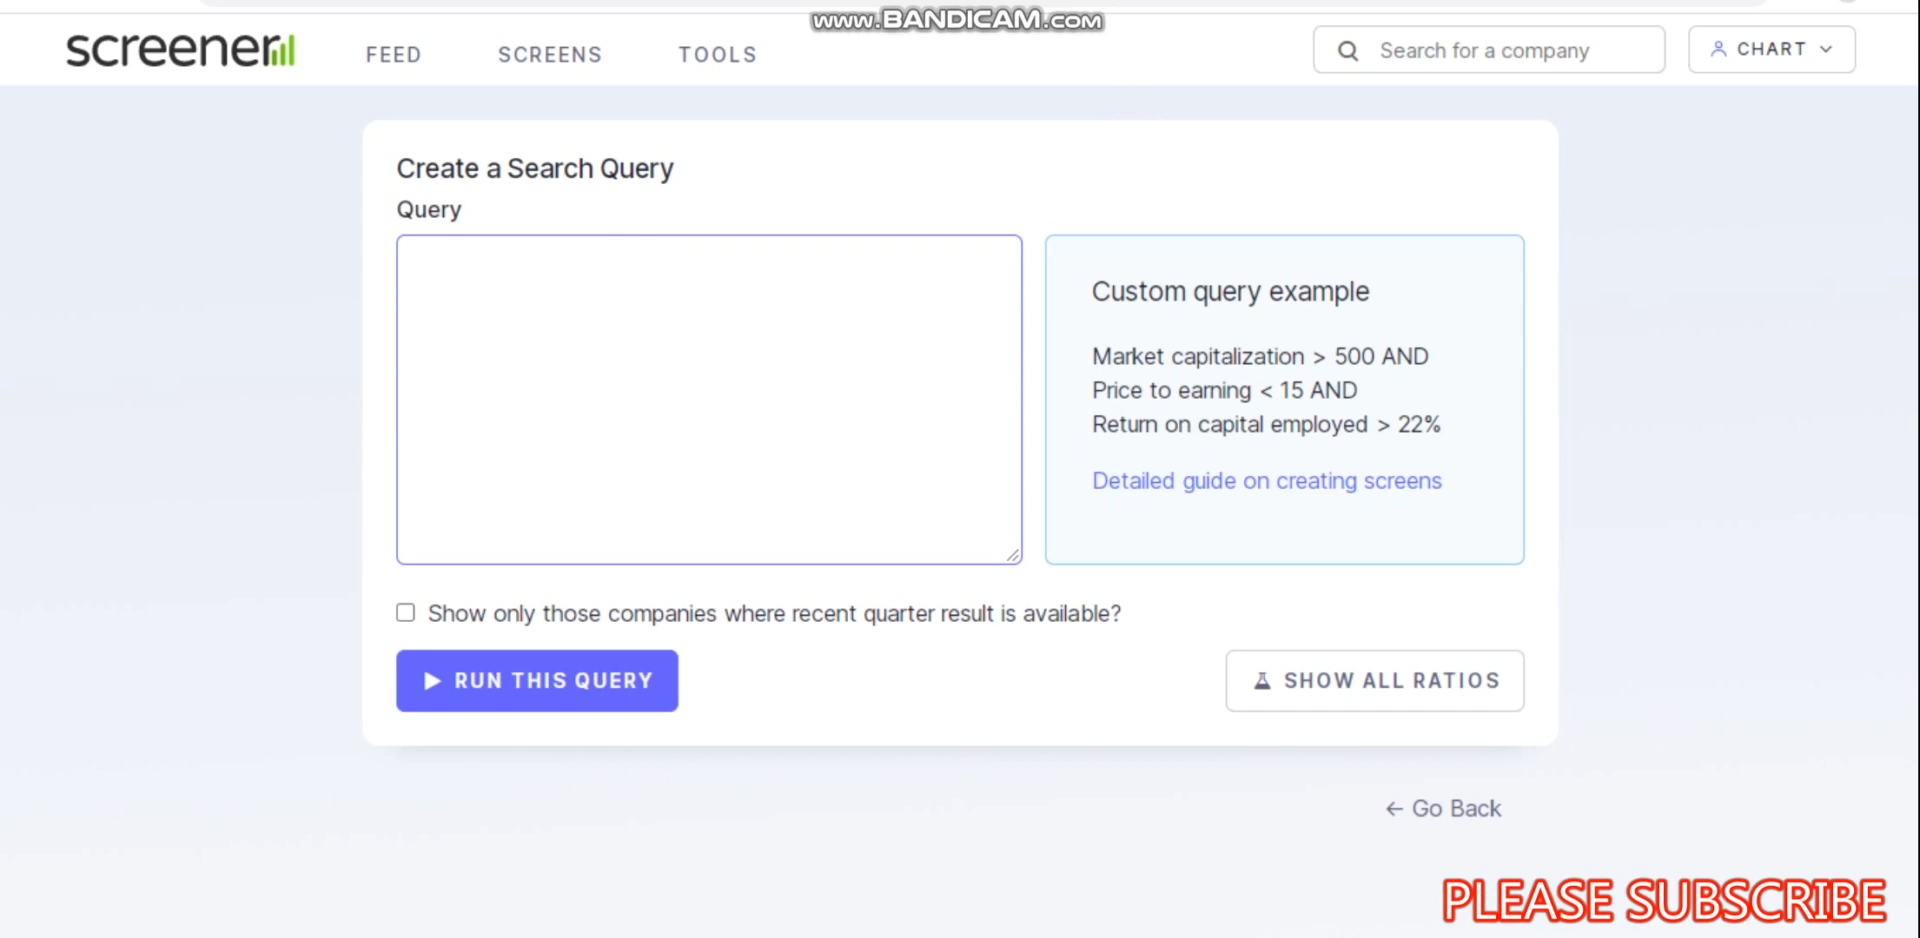 www.BANDICAM.com
screener
FEED
SCREENS
TOOLS
Search for a company
CHART
Create a Search Query
Query
Custom query example
Market capitalization > 500 AND
Price to earning < 15 AND
Return on capital employed > 22%
Detailed guide on creating screens
Show only those companies where recent quarter result is available?
RUN THIS QUERY
SHOW ALL RATIOS
← Go Back
PLEASE SUBSCRIBE